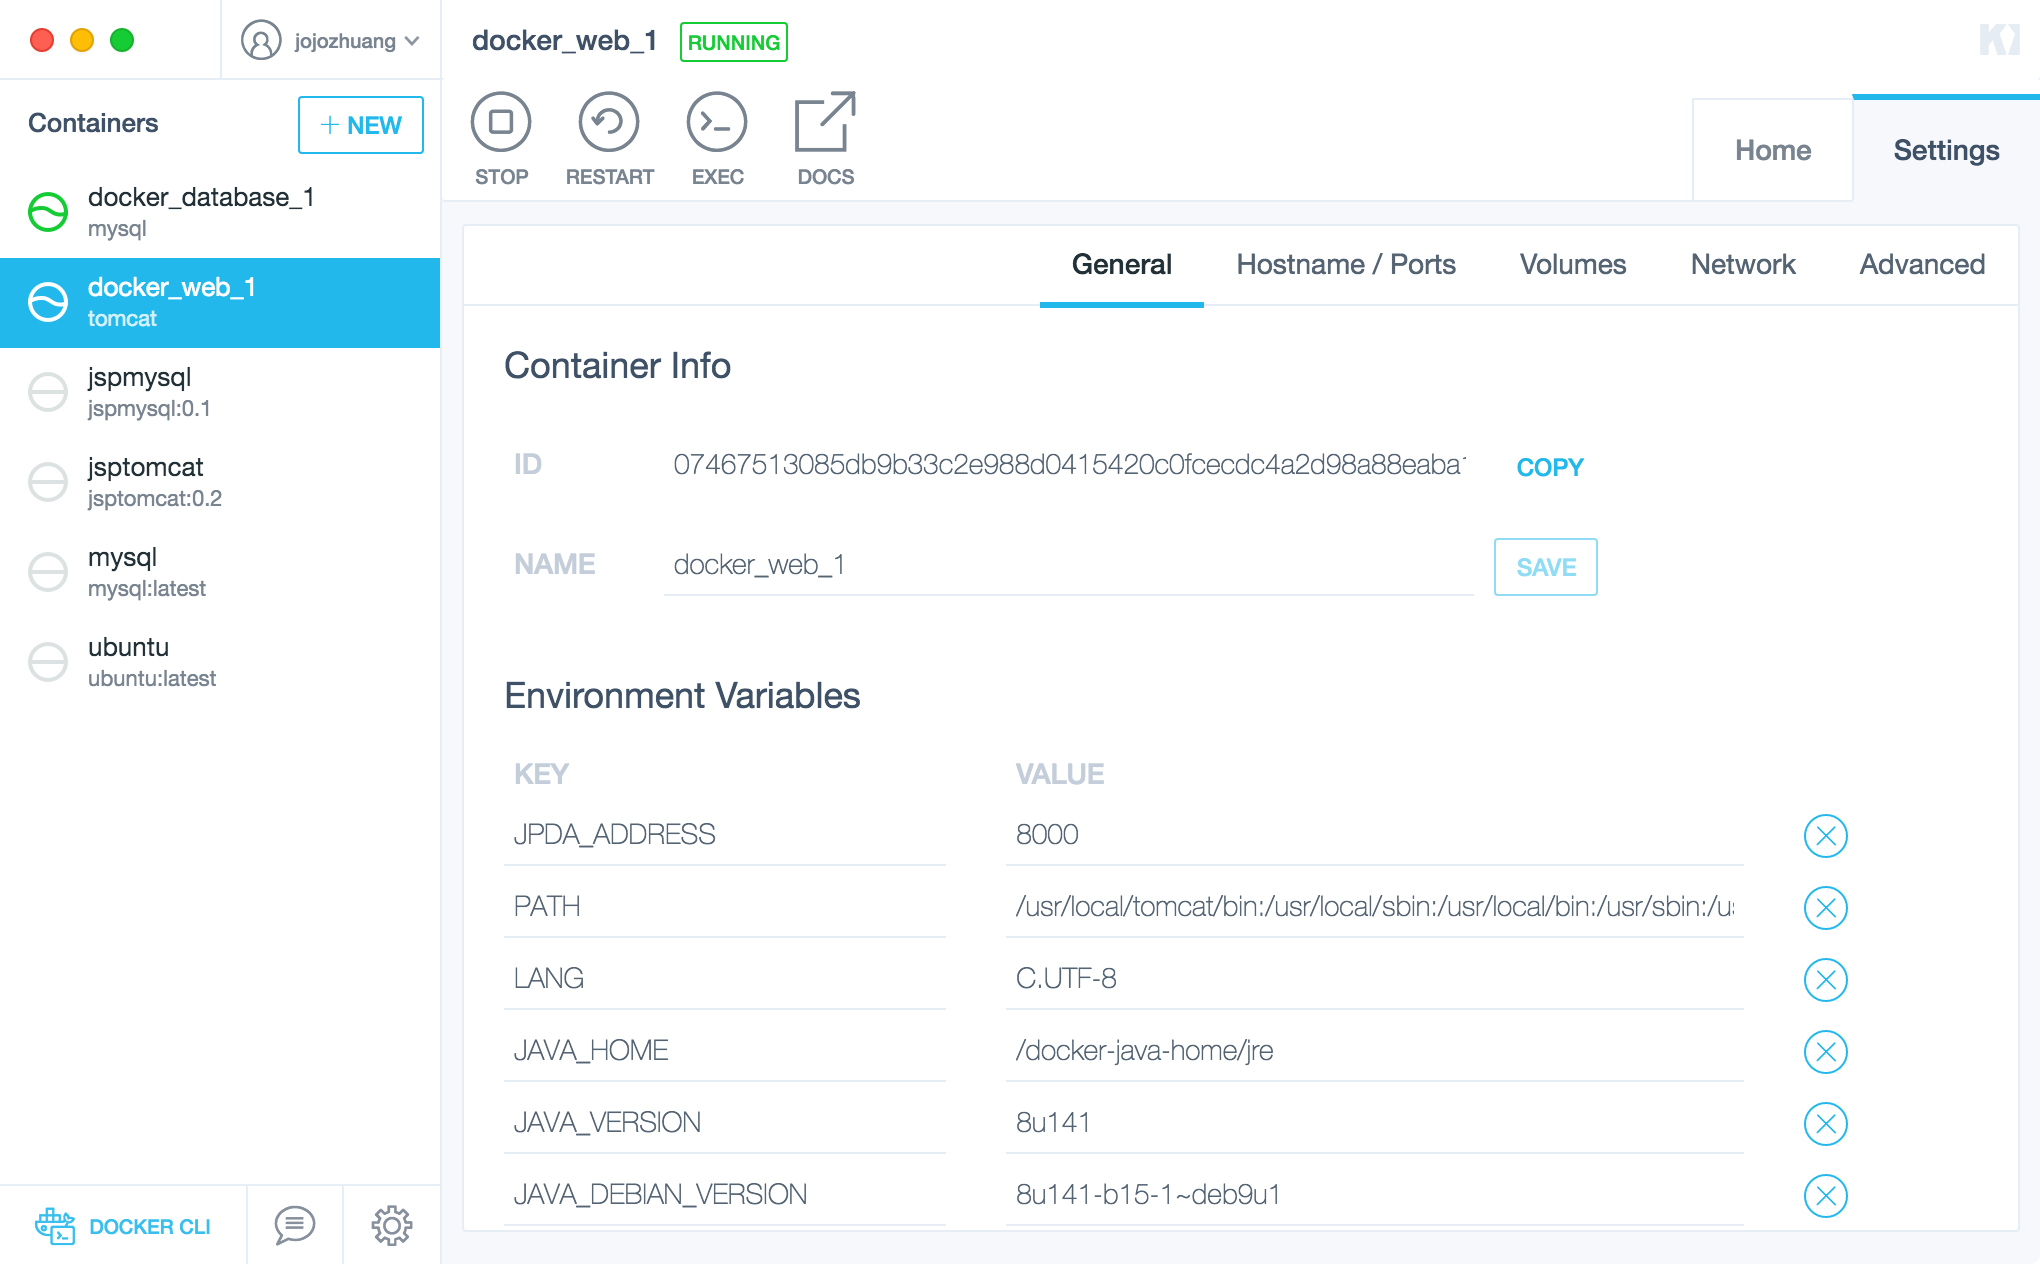 jojozhuang
Containers
+ NEW
docker_database_1
mysql
docker_web_1
tomcat
jspmysql
jspmysql:0.1
jsptomcat
jsptomcat:0.2
mysql
mysql:latest
ubuntu
ubuntu:latest
DOCKER CLI
docker_web_1 RUNNING
STOP RESTART EXEC DOCS
Home Settings
General Hostname / Ports Volumes Network Advanced
Container Info
ID 07467513085db9b33c2e988d0415420c0fcecdc4a2d98a88eaba1 COPY
NAME docker_web_1 SAVE
Environment Variables
KEY VALUE
JPDA_ADDRESS 8000
PATH /usr/local/tomcat/bin:/usr/local/sbin:/usr/local/bin:/usr/sbin:/us
LANG C.UTF-8
JAVA_HOME /docker-java-home/jre
JAVA_VERSION 8u141
JAVA_DEBIAN_VERSION 8u141-b15-1~deb9u1